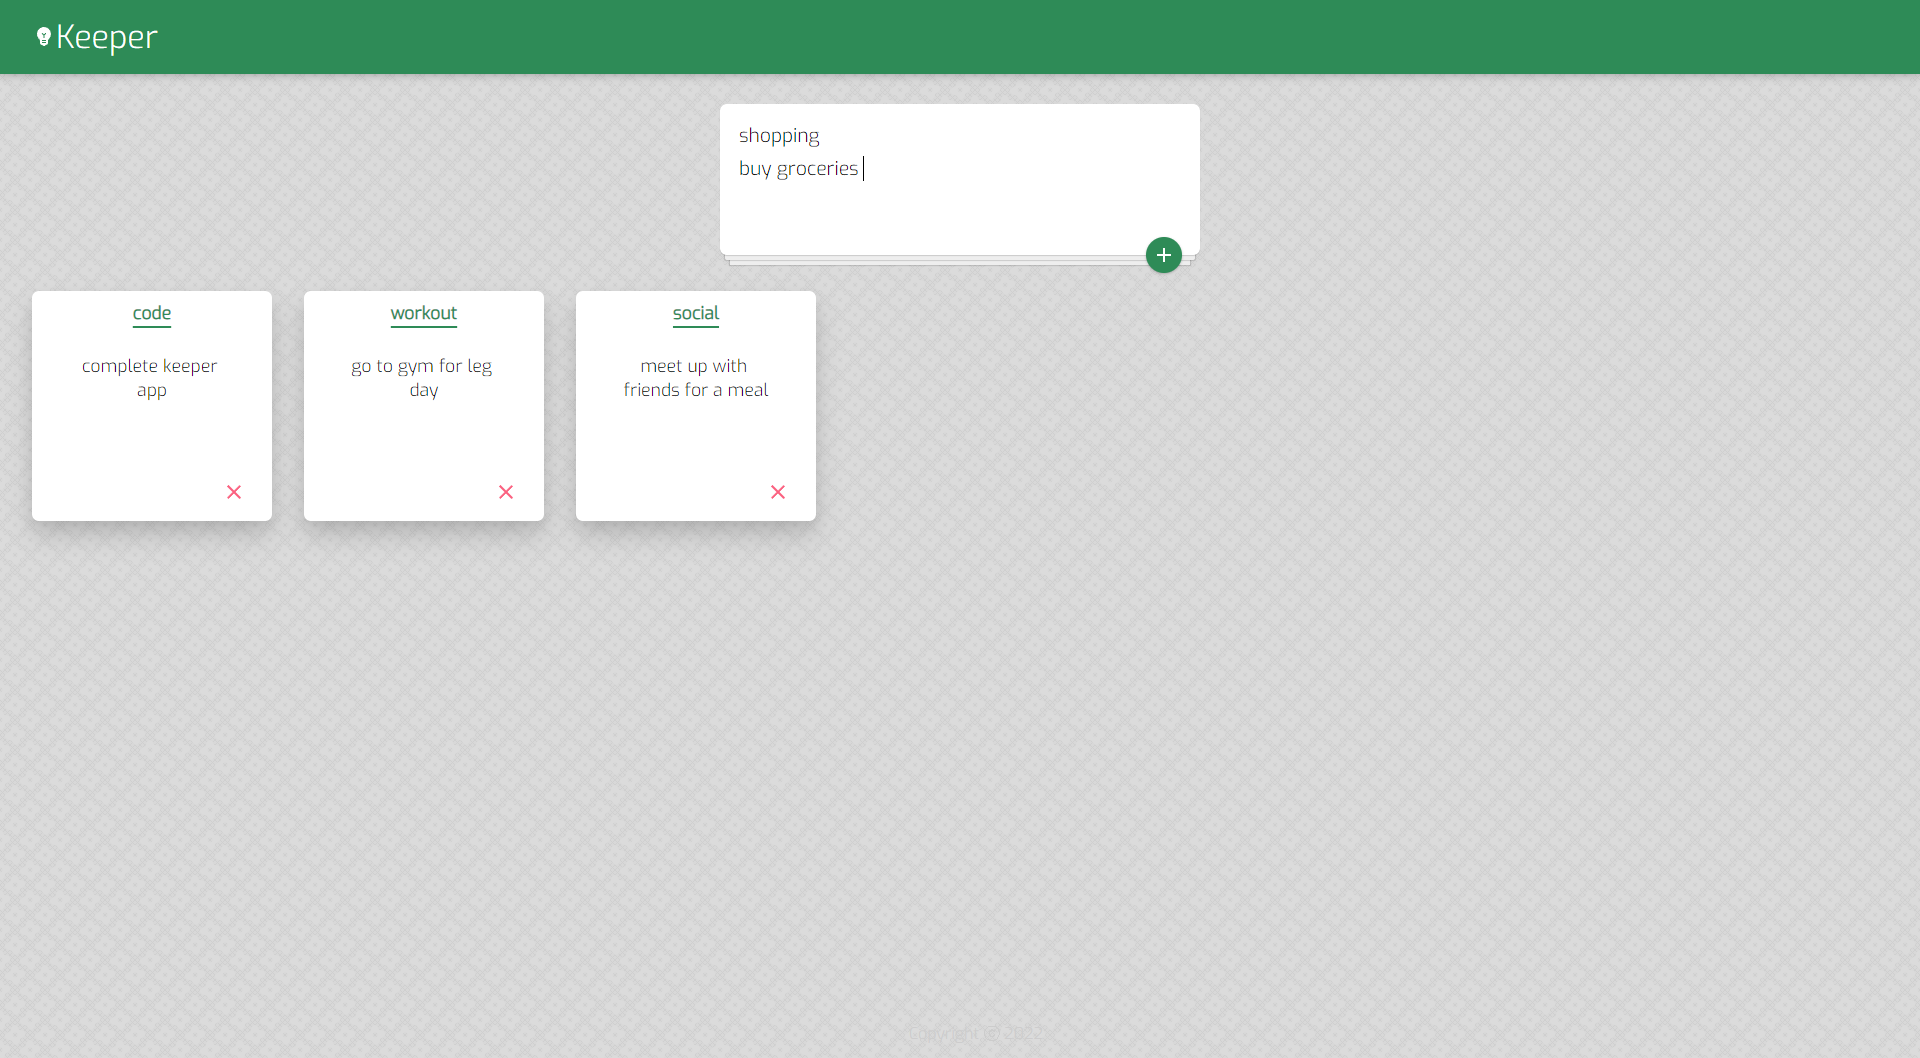 Keeper
shopping
buy groceries
code
complete keeper
app
workout
go to gym for leg
day
social
meet up with
friends for a meal
Copyright © 2022